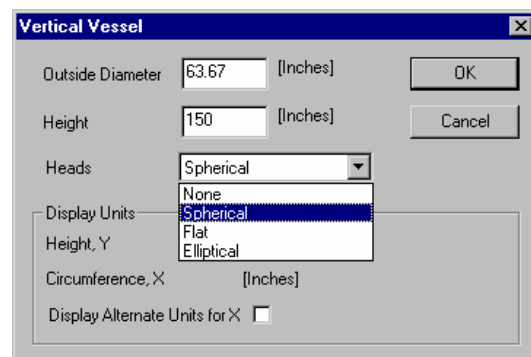 Vertical Vessel
Outside Diameter 63.67 [Inches] OK
Height 150 [Inches] Cancel
Heads Spherical
None
Spherical
Flat
Elliptical
Display Units
Height, Y
Circumference, X [Inches]
Display Alternate Units for X